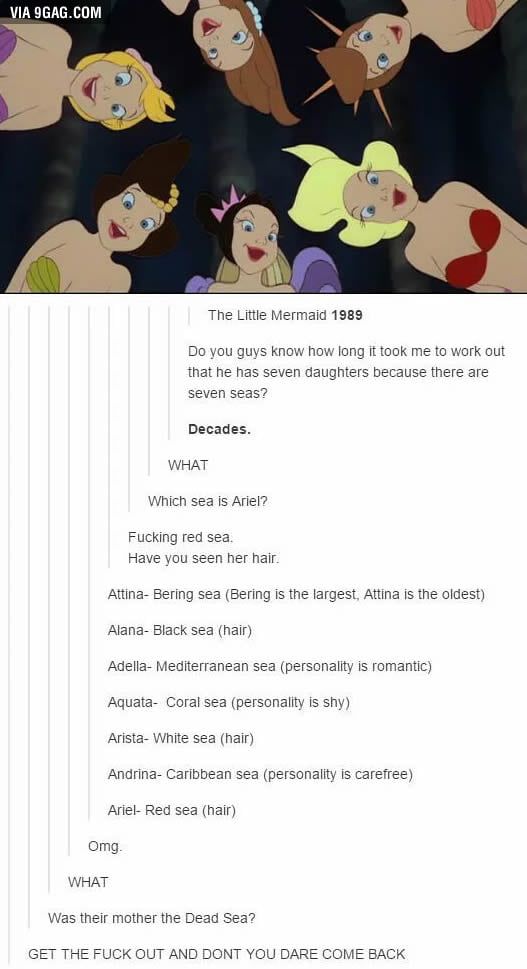 VIA 9GAG.COM
The Little Mermaid 1989
Do you guys know how long it took me to work out
that he has seven daughters because there are
seven seas?
Decades.
WHAT
Which sea is Ariel?
Fucking red sea.
Have you seen her hair.
Attina- Bering sea (Bering is the largest, Attina is the oldest)
Alana- Black sea (hair)
Adella- Mediterranean sea (personality is romantic)
Aquata- Coral sea (personality is shy)
Arista- White sea (hair)
Andrina- Caribbean sea (personality is carefree)
Ariel- Red sea (hair)
Omg.
WHAT
Was their mother the Dead Sea?
GET THE FUCK OUT AND DONT YOU DARE COME BACK